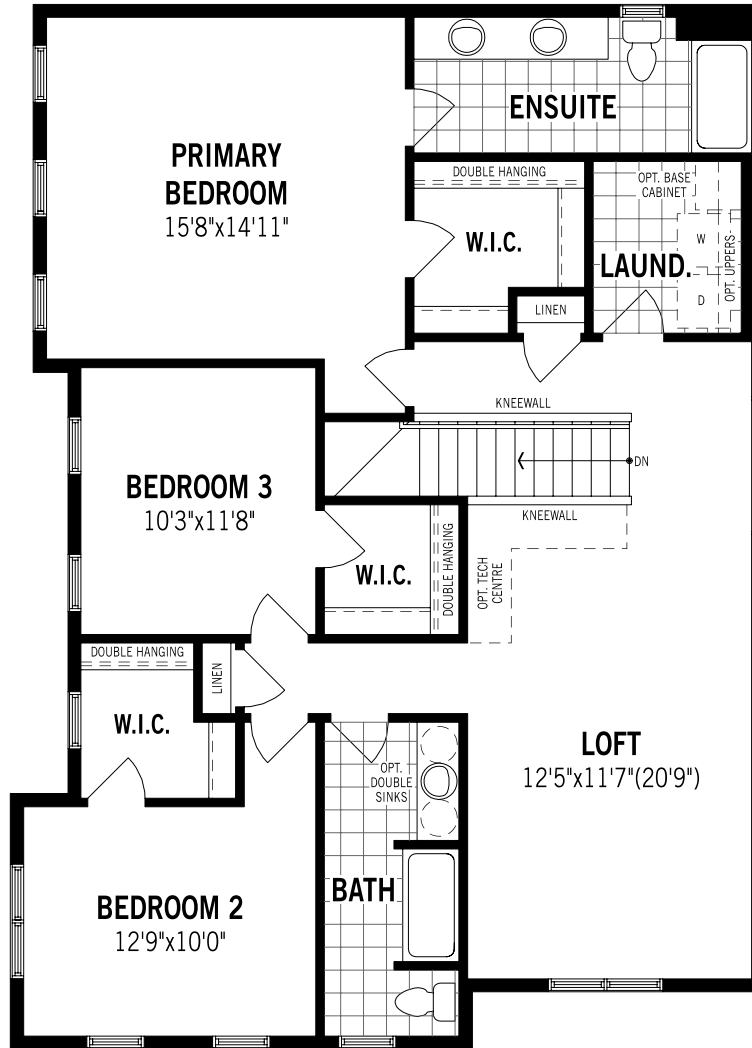 ENSUITE
PRIMARY
BEDROOM
15'8"x14'11"
DOUBLE HANGING
W.I.C.
OPT. BASE
CABINET
W
LAUND.
OPT. UPPERS
D
LINEN
KNEEWALL
DN
KNEEWALL
BEDROOM 3
10'3"x11'8"
W.I.C.
DOUBLE HANGING
OPT. TECH
CENTRE
DOUBLE HANGING
LINEN
W.I.C.
LOFT
12'5"x11'7"(20'9")
OPT.
DOUBLE
SINKS
BATH
BEDROOM 2
12'9"x10'0"